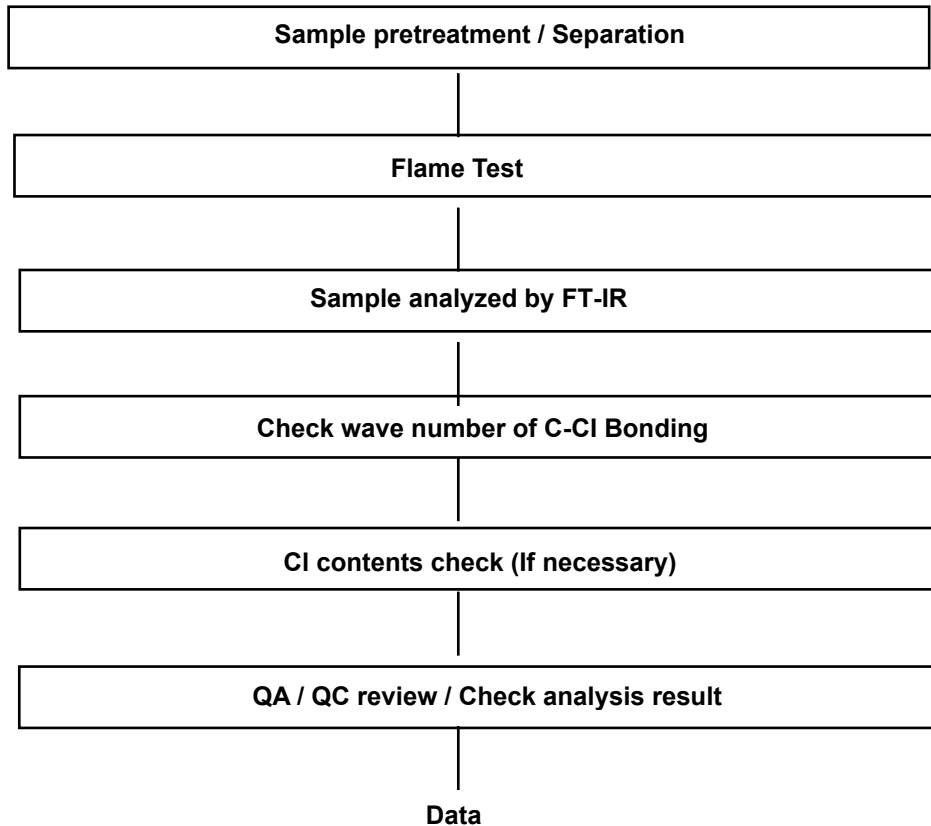 Sample pretreatment / Separation
Flame Test
Sample analyzed by FT-IR
Check wave number of C-Cl Bonding
Cl contents check (If necessary)
QA / QC review / Check analysis result
Data